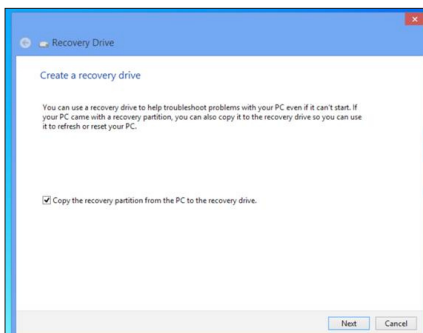 Recovery Drive
Create a recovery drive
You can use a recovery drive to help troubleshoot problems with your PC even if it can't start. If
your PC came with a recovery partition, you can also copy it to the recovery drive so you can use
it to refresh or reset your PC.
Copy the recovery partition from the PC to the recovery drive.
Next Cancel